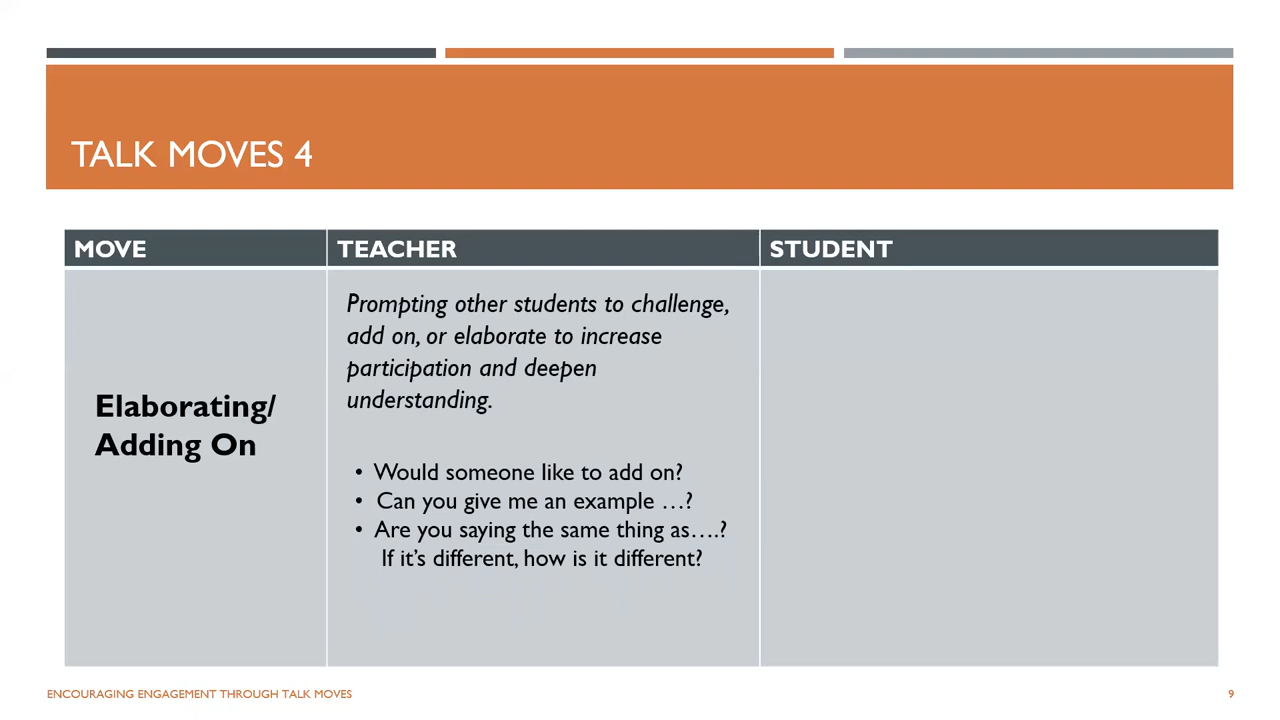 TALK MOVES 4
MOVE
TEACHER
STUDENT
Elaborating/
Adding On
Prompting other students to challenge,
add on, or elaborate to increase
participation and deepen
understanding.
• Would someone like to add on?
• Can you give me an example …?
• Are you saying the same thing as….?
If it’s different, how is it different?
ENCOURAGING ENGAGEMENT THROUGH TALK MOVES
9